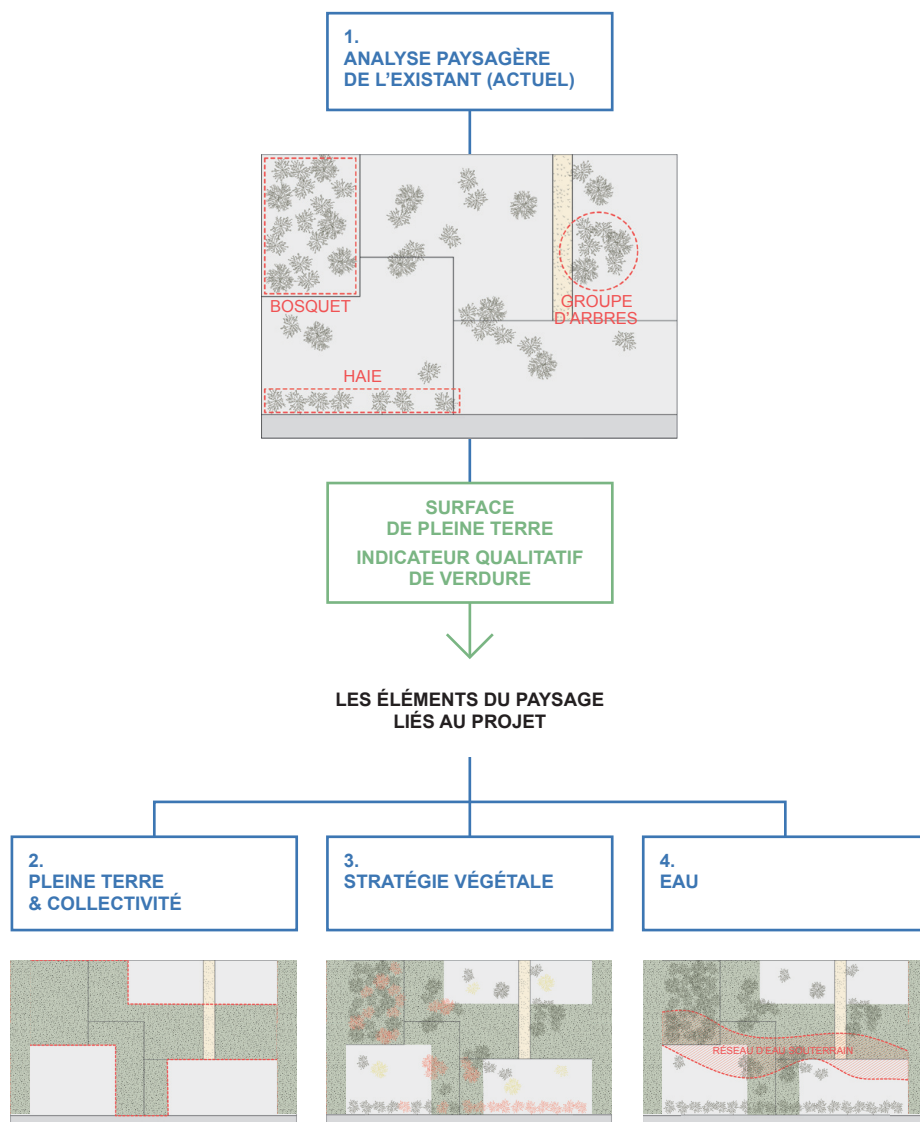 1.
ANALYSE PAYSAGÈRE
DE L'EXISTANT (ACTUEL)
BOSQUET
GROUPE
D'ARBRES
HAIE
SURFACE
DE PLEINE TERRE
INDICATEUR QUALITATIF
DE VERDURE
LES ÉLÉMENTS DU PAYSAGE
LIÉS AU PROJET
2.
PLEINE TERRE
& COLLECTIVITÉ
3.
STRATÉGIE VÉGÉTALE
4.
EAU
RÉSEAU D'EAU SOUTERRAIN